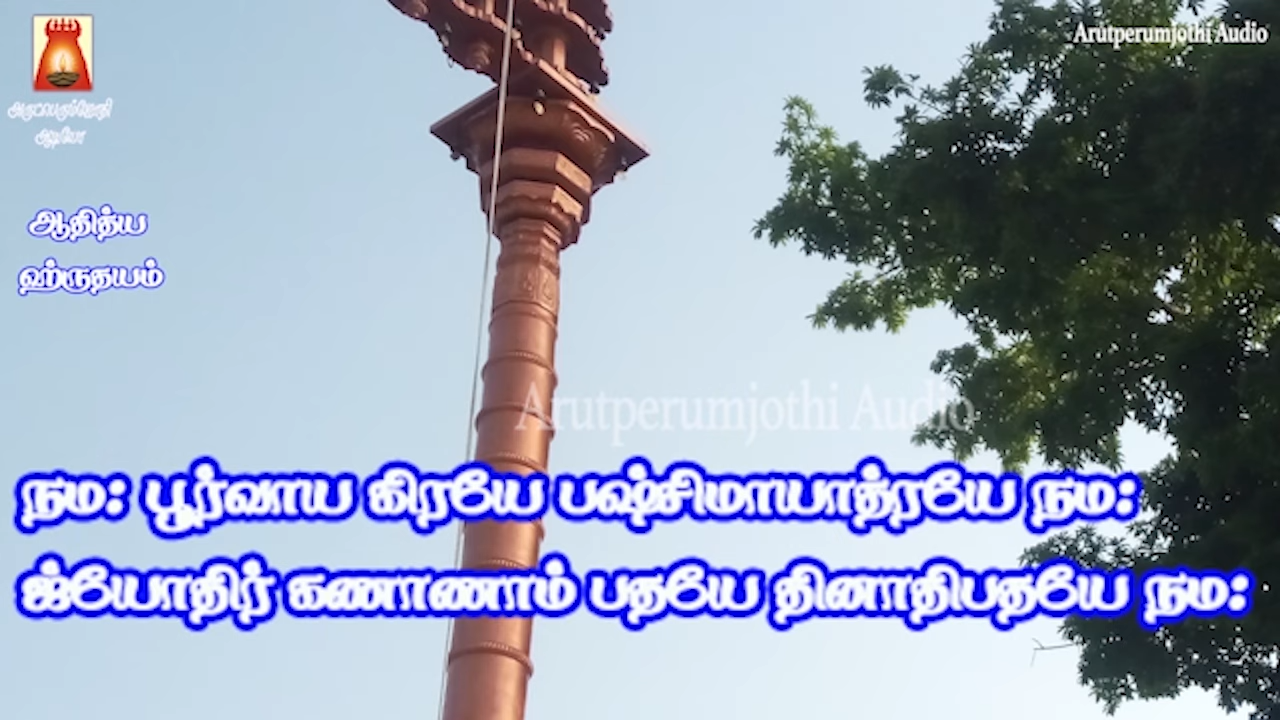 Arutperumjothi Audio
ஆதித்ய
ஹ்ருதயம்
Arutperumjothi Audio
நம: பூர்வாய கிரயே பஷ்சிமாயாத்ரயே நம:
ஜ்யோதிர் கணாணாம் பதயே தினாதிபதயே நம: